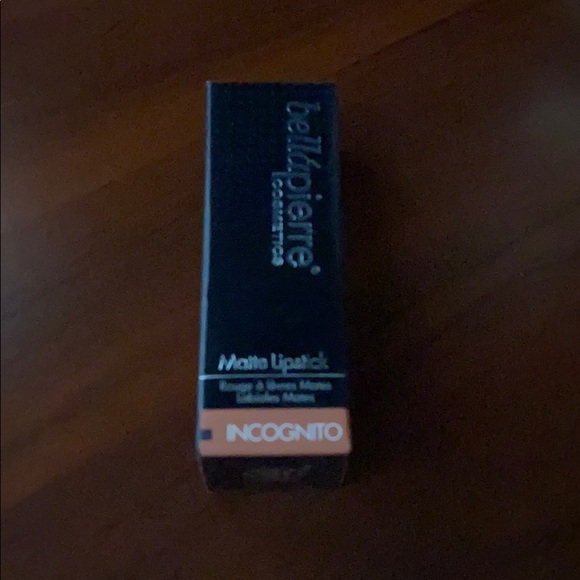 bellápierre®
COSMETICS
Matte Lipstick
Rouge à lèvres Mates
Labiales Mates
INCOGNITO